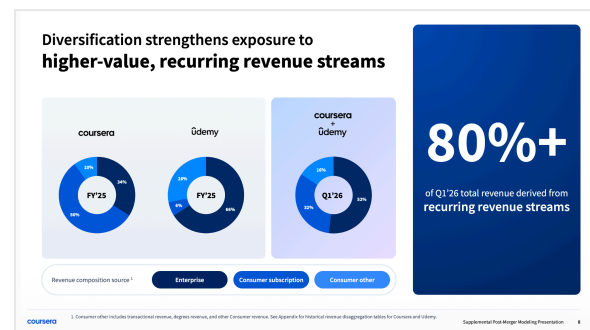 Diversification strengthens exposure to
higher-value, recurring revenue streams
coursera
ûdemy
coursera
+
ûdemy
10%
34%
56%
FY'25
28%
6%
66%
FY'25
16%
32%
52%
Q1'26
Revenue composition source 1
Enterprise
Consumer subscription
Consumer other
80%+
of Q1'26 total revenue derived from
recurring revenue streams
coursera
1. Consumer other includes transactional revenue, degrees revenue, and other Consumer revenue. See Appendix for historical revenue disaggregation tables for Coursera and Udemy.
Supplemental Post-Merger Modeling Presentation
8